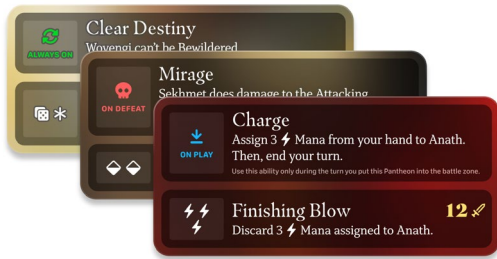 Clear Destiny
ALWAYS ON
Woyengi can't be Bewildered
Mirage
Sekhmet does damage to the Attacking
ON DEFEAT
Charge
Assign 3 Mana from your hand to Anath.
Then, end your turn.
ON PLAY
Use this ability only during the turn you put this Pantheon into the battle zone.
Finishing Blow
12
Discard 3 Mana assigned to Anath.